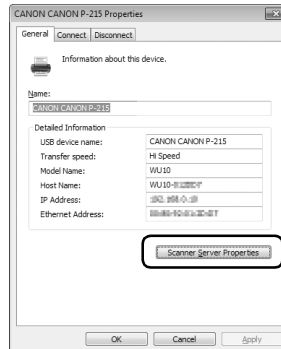 CANON CANON P-215 Properties
General Connect Disconnect
Information about this device.
Name:
CANON CANON P-215
Detailed Information
USB device name: CANON CANON P-215
Transfer speed: Hi Speed
Model Name: WU10
Host Name: WU10-
IP Address:
Ethernet Address:
Scanner Server Properties
OK Cancel Apply